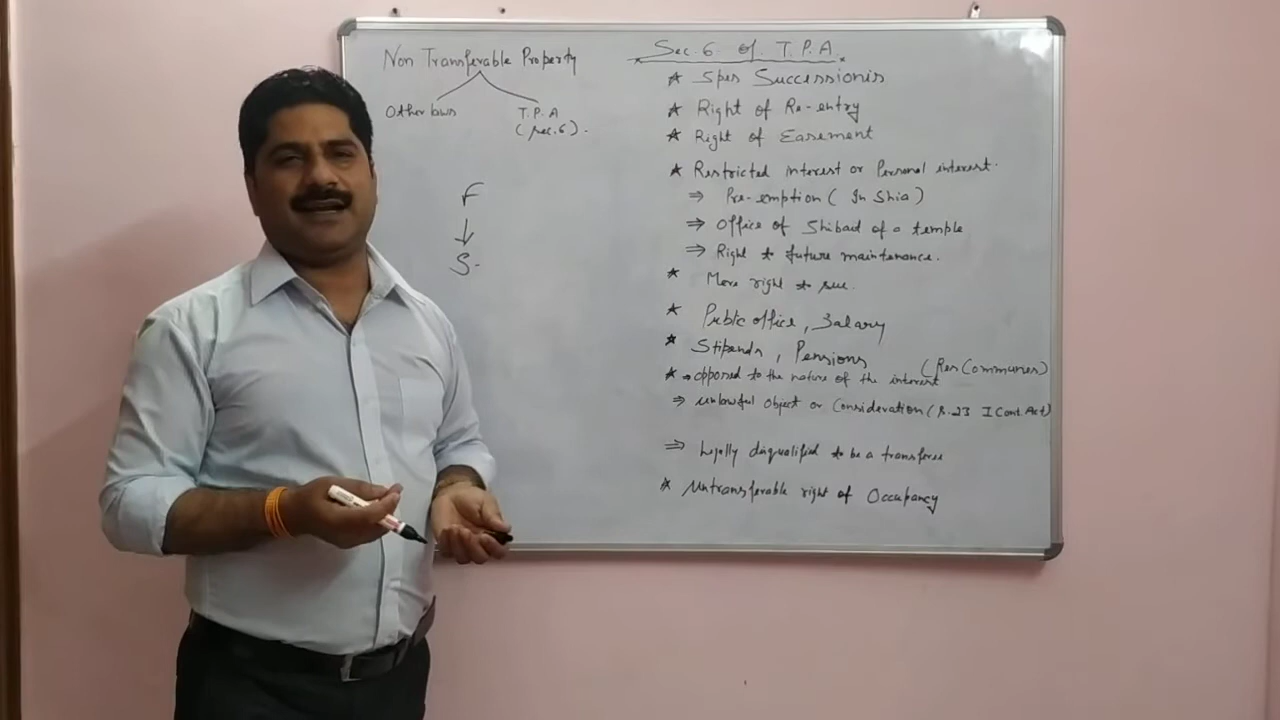 Non Transferable Property
Other laws
T.P.A
(sec. 6).
F
S.
Sec. 6 of T.P.A.
* Spes Successionis
* Right of Re-entry
* Right of Easement
* Restricted interest or Personal interest.
⇒ Pre-emption ( In Shia )
⇒ Office of Shibait of a temple
⇒ Right to future maintenance.
* Mere right to sue.
* Public office, Salary
* Stipends, Pensions
(Res Communes)
* → opposed to the nature of the interest
⇒ unlawful object or Consideration (s. 23 I Cont. Act)
⇒ Legally disqualified to be a transferee
* Untransferable right of Occupancy